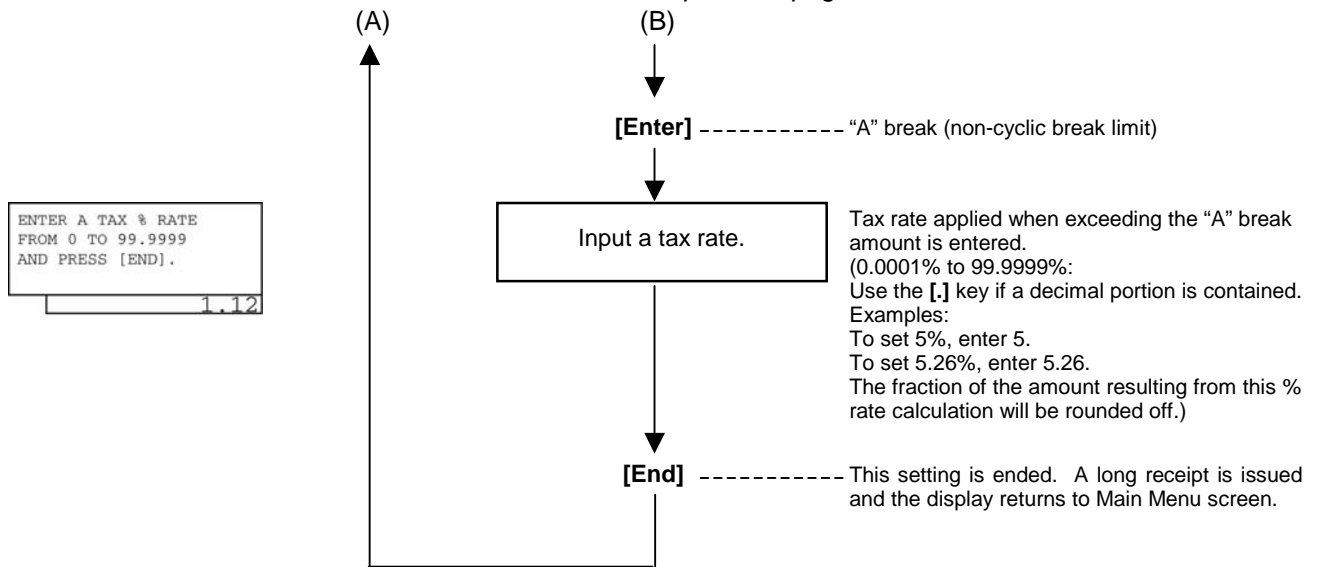 (A)
(B)
[Enter]
“A” break (non-cyclic break limit)
ENTER A TAX % RATE
FROM 0 TO 99.9999
AND PRESS [END].
1.12
Input a tax rate.
Tax rate applied when exceeding the “A” break
amount is entered.
(0.0001% to 99.9999%:
Use the [.] key if a decimal portion is contained.
Examples:
To set 5%, enter 5.
To set 5.26%, enter 5.26.
The fraction of the amount resulting from this %
rate calculation will be rounded off.)
[End]
This setting is ended. A long receipt is issued
and the display returns to Main Menu screen.